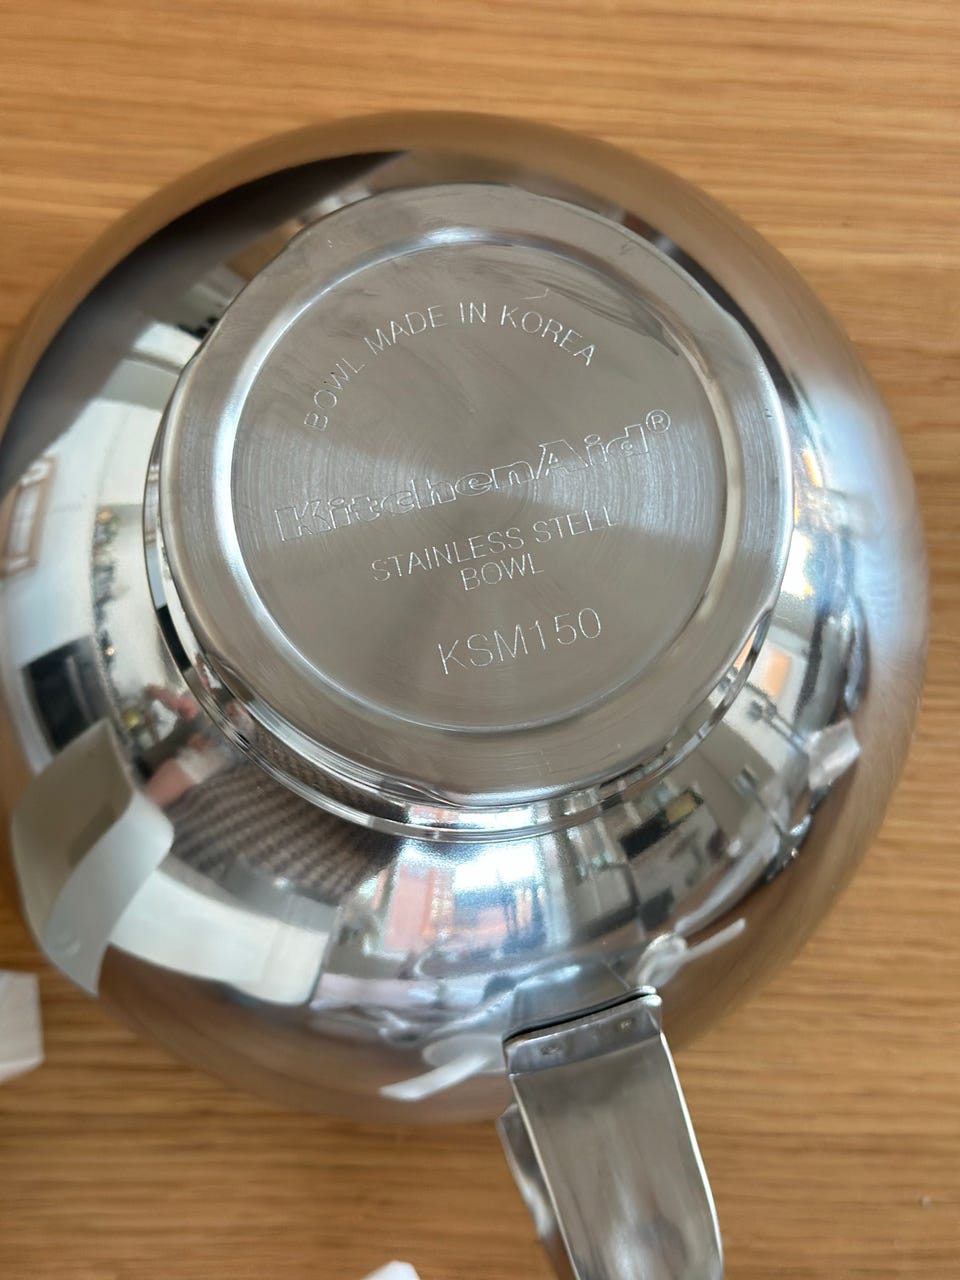 BOWL MADE IN KOREA
KitchenAid®
STAINLESS STELL
BOWL
KSM150